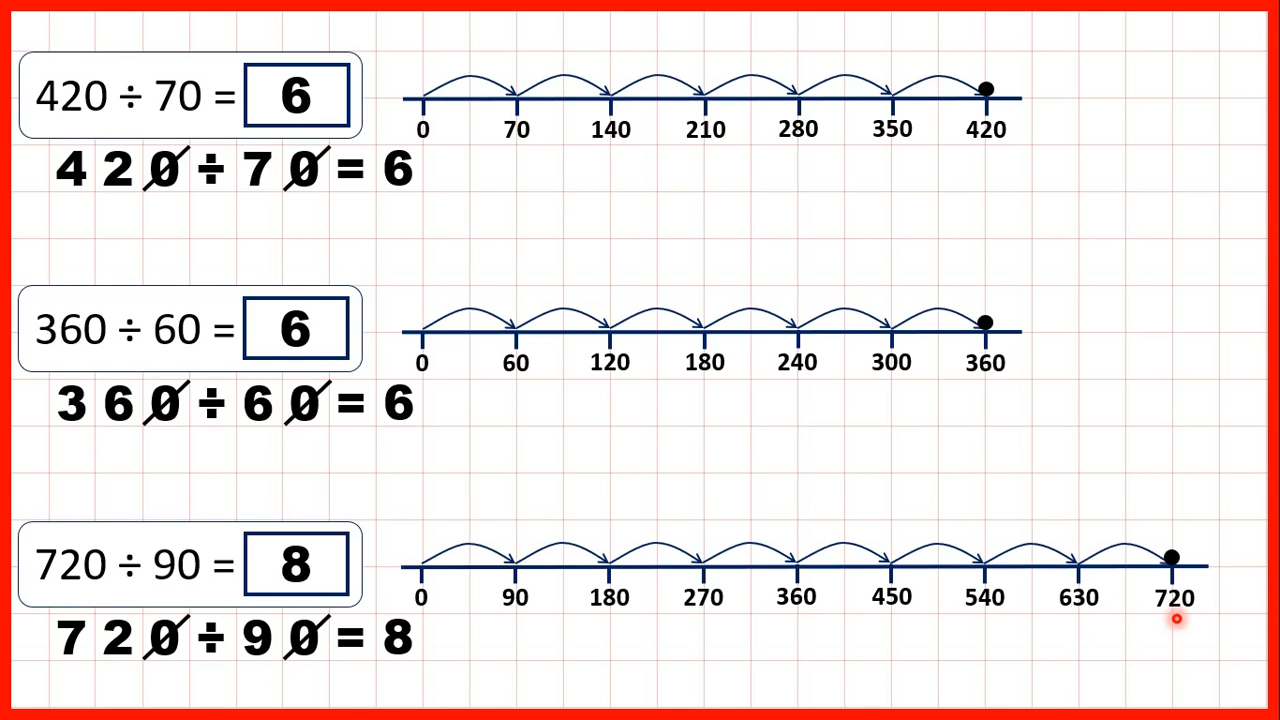 420 ÷ 70 = 6
0 70 140 210 280 350 420
4 2 0 ÷ 7 0 = 6
360 ÷ 60 = 6
0 60 120 180 240 300 360
3 6 0 ÷ 6 0 = 6
720 ÷ 90 = 8
0 90 180 270 360 450 540 630 720
7 2 0 ÷ 9 0 = 8